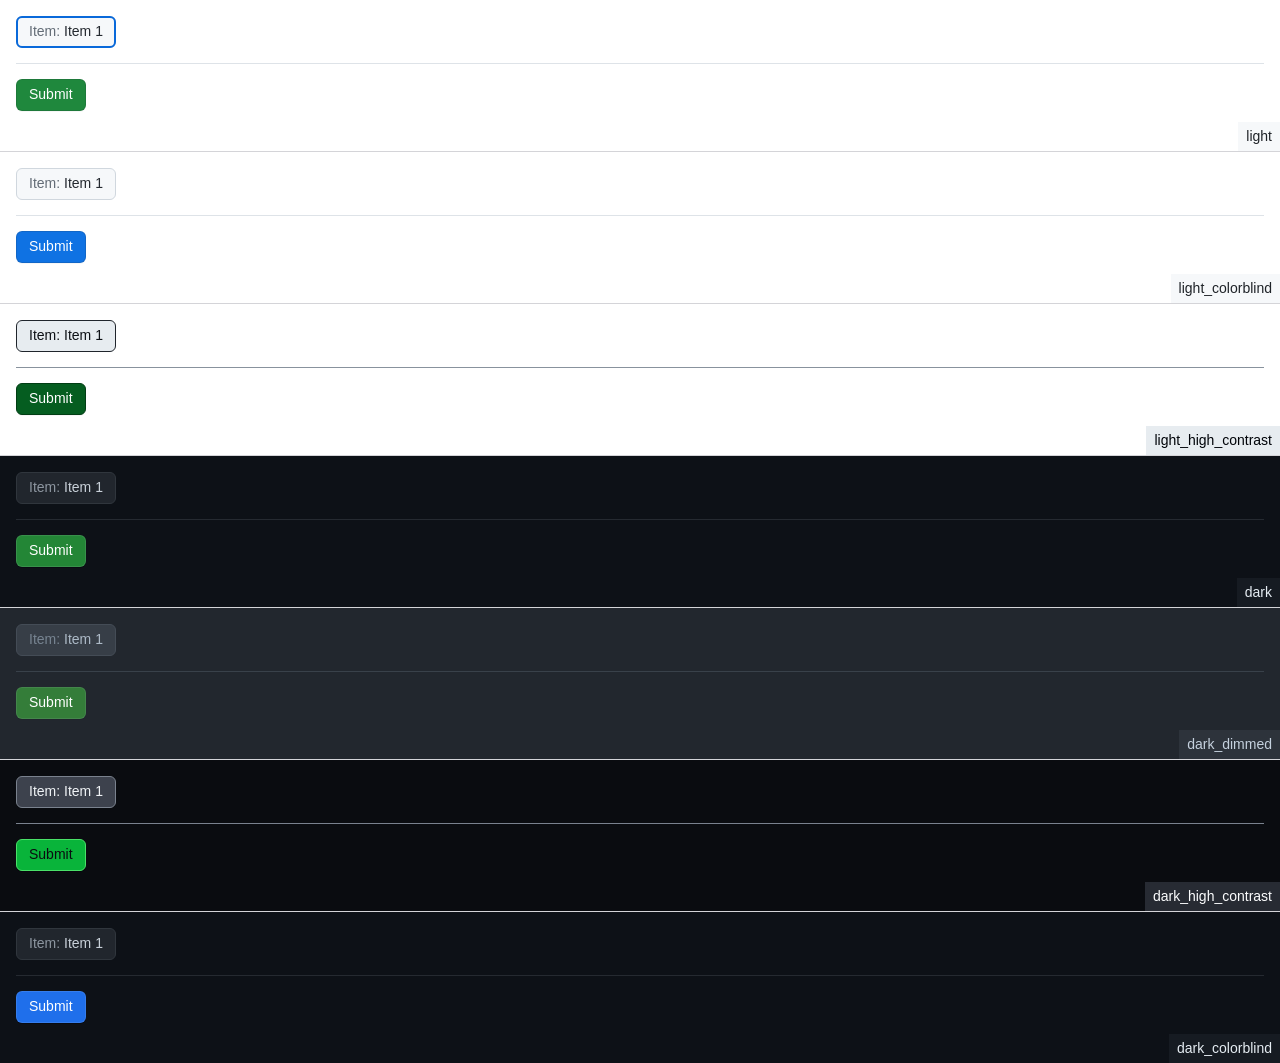 Item: Item 1
Submit
light
Item: Item 1
Submit
light_colorblind
Item: Item 1
Submit
light_high_contrast
Item: Item 1
Submit
dark
Item: Item 1
Submit
dark_dimmed
Item: Item 1
Submit
dark_high_contrast
Item: Item 1
Submit
dark_colorblind